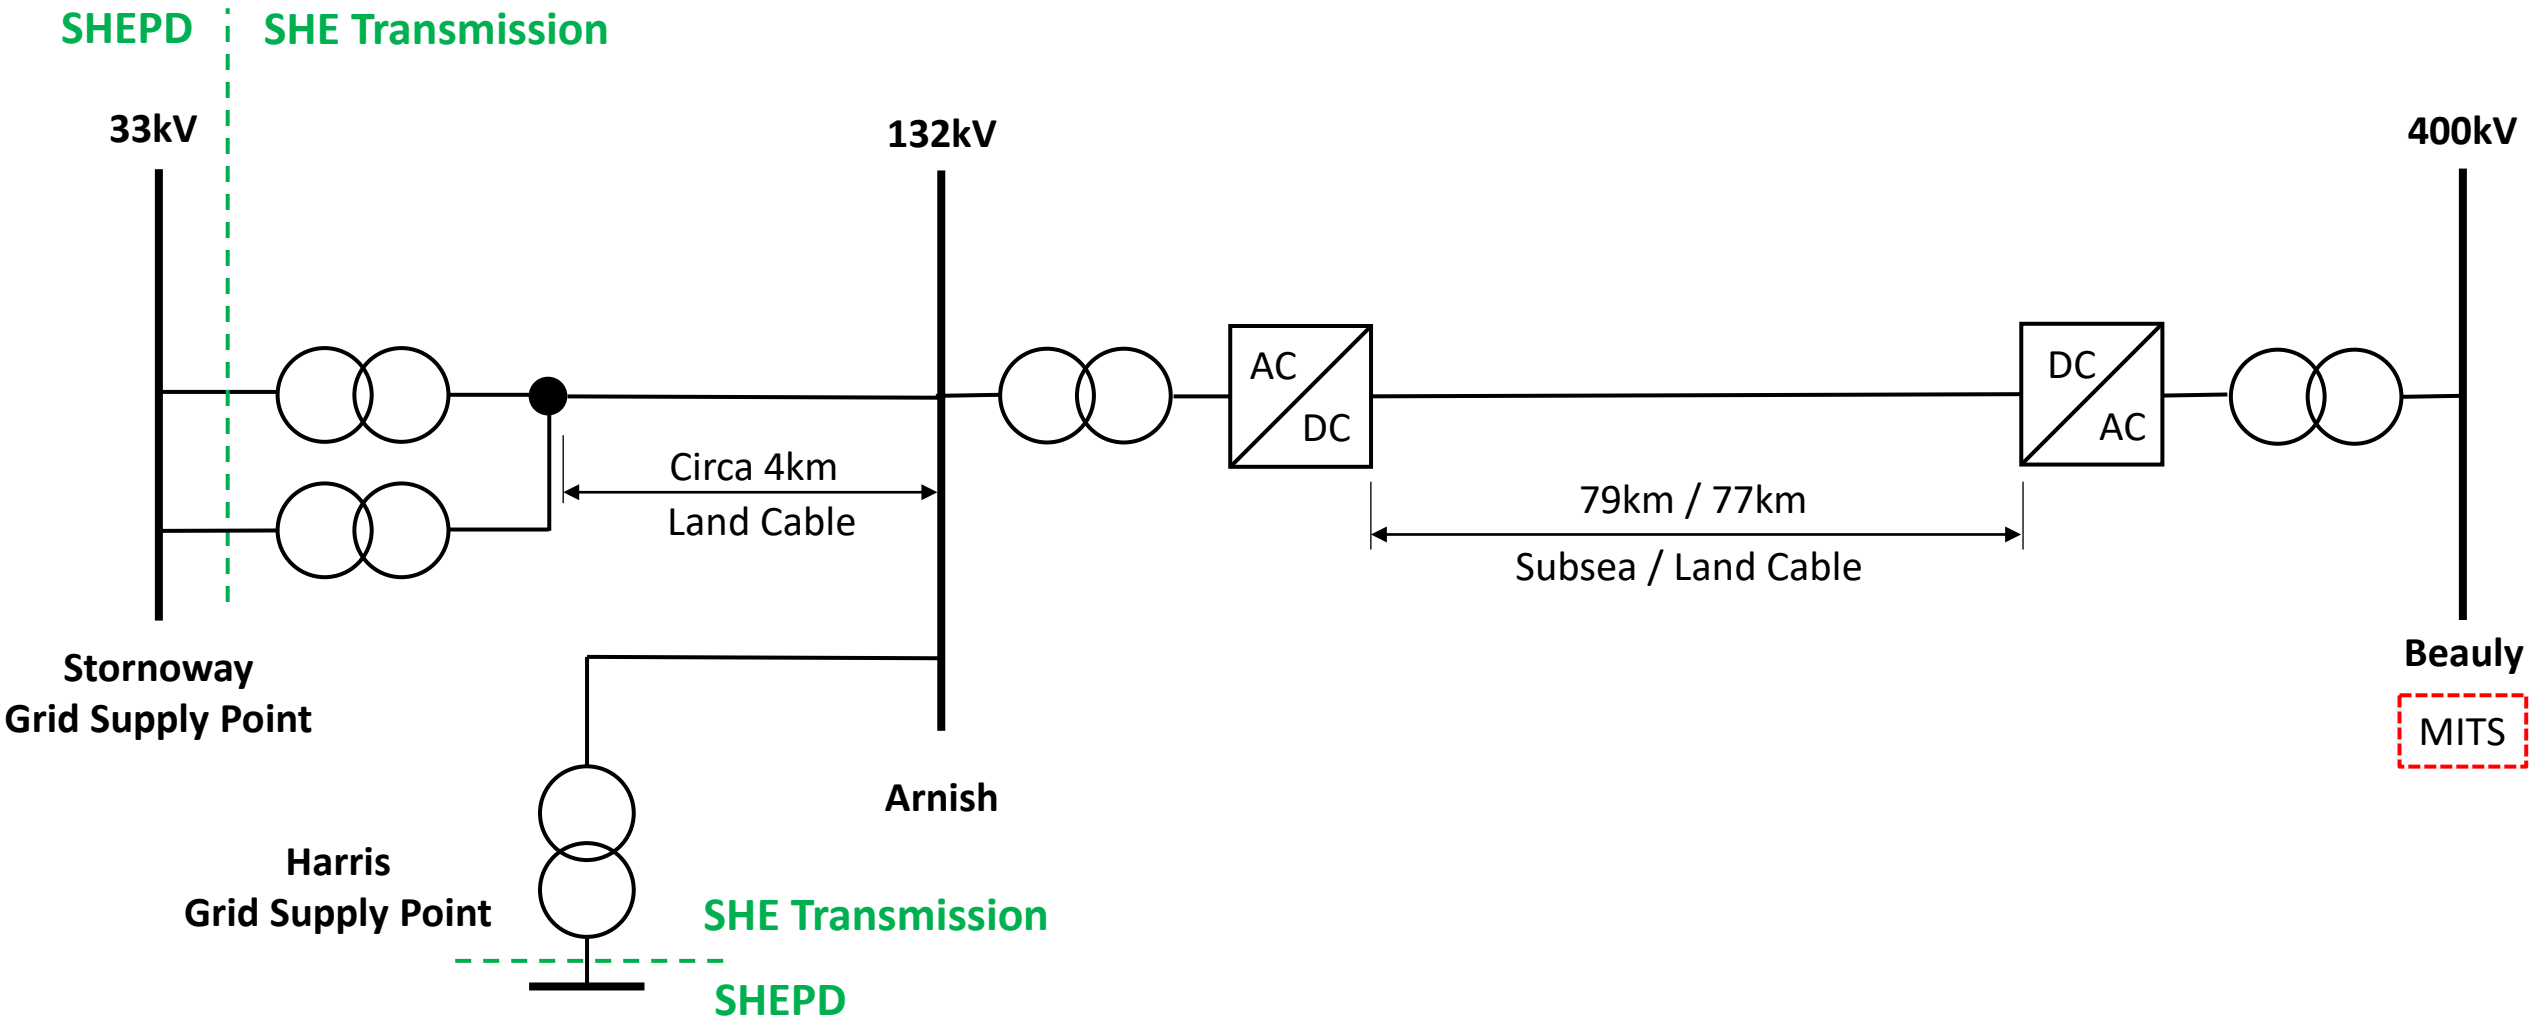 SHEPD
SHE Transmission
33kV
132kV
400kV
AC
DC
DC
AC
Circa 4km
Land Cable
79km / 77km
Subsea / Land Cable
Stornoway
Grid Supply Point
Beauly
MITS
Arnish
Harris
Grid Supply Point
SHE Transmission
SHEPD